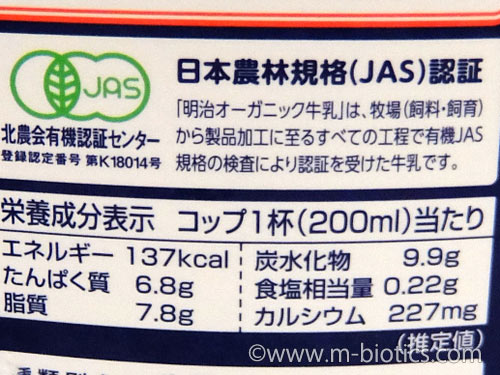 JAS
北農会有機認証センター
登録認定番号 第K18014号
日本農林規格(JAS)認証
「明治オーガニック牛乳」は、牧場(飼料・飼育)
から製品加工に至るすべての工程で有機JAS
規格の検査により認証を受けた牛乳です。
栄養成分表示 コップ1杯(200ml)当たり
エネルギー 137kcal
たんぱく質 6.8g
脂質 7.8g
炭水化物 9.9g
食塩相当量 0.22g
カルシウム 227mg
(推定値)
©www.m-biotics.com